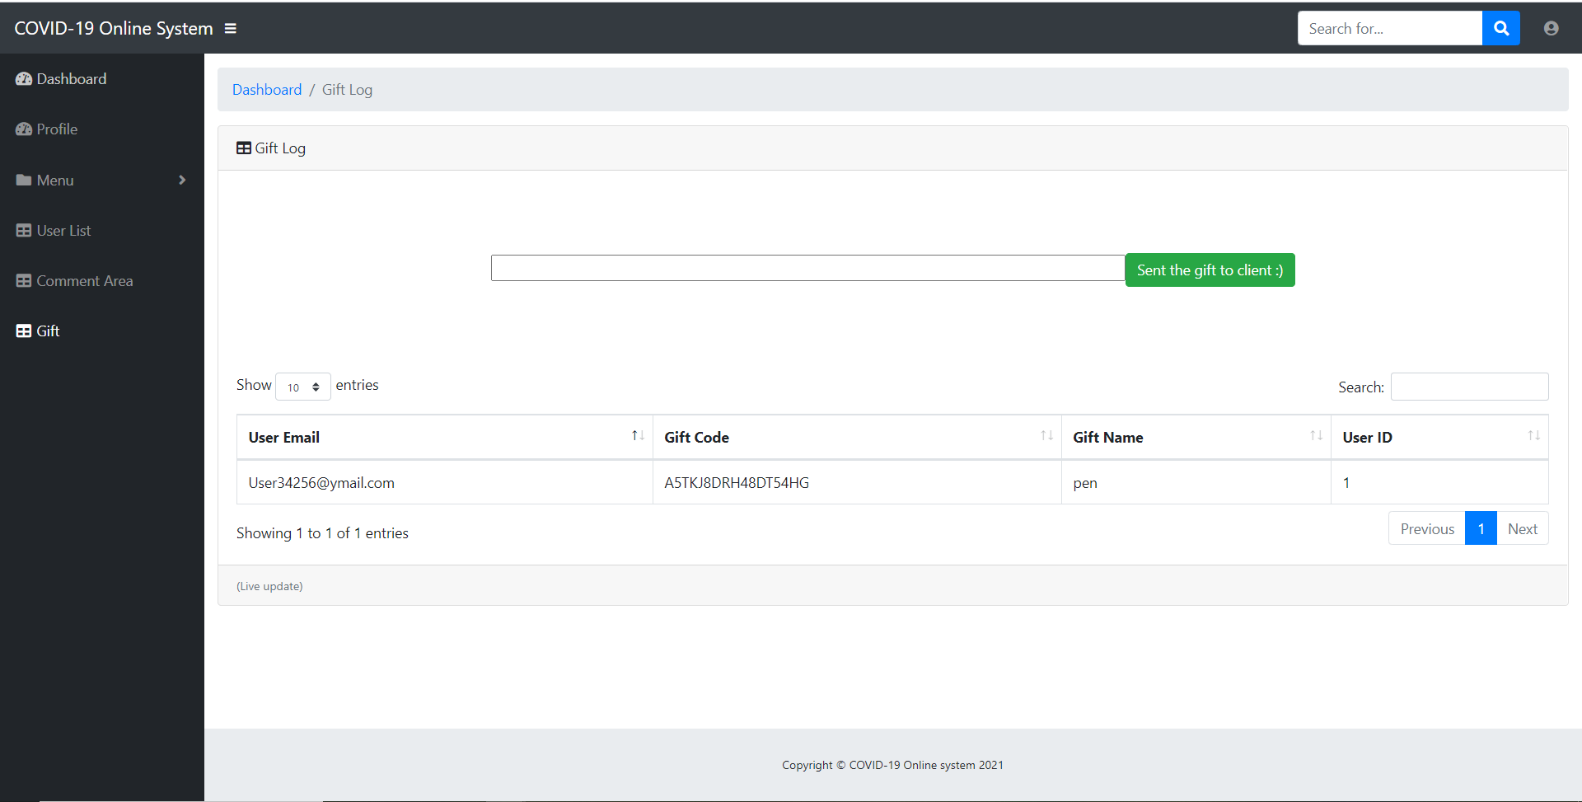 COVID-19 Online System
Search for...
Dashboard
Profile
Menu
User List
Comment Area
Gift
Dashboard / Gift Log
Gift Log
Sent the gift to client :)
Show 10 entries
Search:
User Email Gift Code Gift Name User ID
User34256@ymail.com A5TKJ8DRH48DT54HG pen 1
Showing 1 to 1 of 1 entries
Previous 1 Next
(Live update)
Copyright © COVID-19 Online system 2021